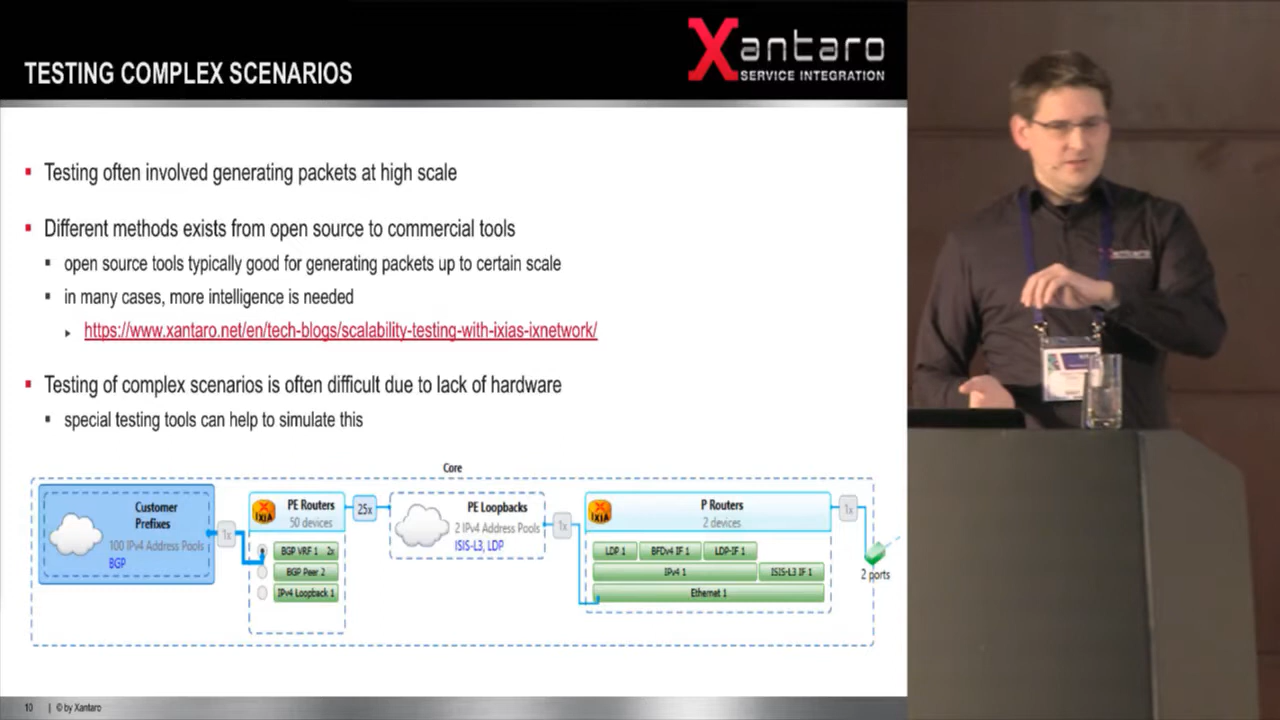 TESTING COMPLEX SCENARIOS
Xantaro
SERVICE INTEGRATION
Testing often involved generating packets at high scale
Different methods exists from open source to commercial tools
open source tools typically good for generating packets up to certain scale
in many cases, more intelligence is needed
https://www.xantaro.net/en/tech-blogs/scalability-testing-with-ixias-ixnetwork/
Testing of complex scenarios is often difficult due to lack of hardware
special testing tools can help to simulate this
Core
Customer
Prefixes
100 IPv4 Address Pools
BGP
1x
IXIA
PE Routers
50 devices
BGP VRF 1 2x
BGP Peer 2
IPv4 Loopback 1
25x
PE Loopbacks
2 IPv4 Address Pools
ISIS-L3, LDP
1x
IXIA
P Routers
2 devices
LDP 1
BFDv4 IF 1
LDP-IF 1
IPv4 1
ISIS-L3 IF 1
Ethernet 1
1x
2 ports
10 | © by Xantaro
Xantaro